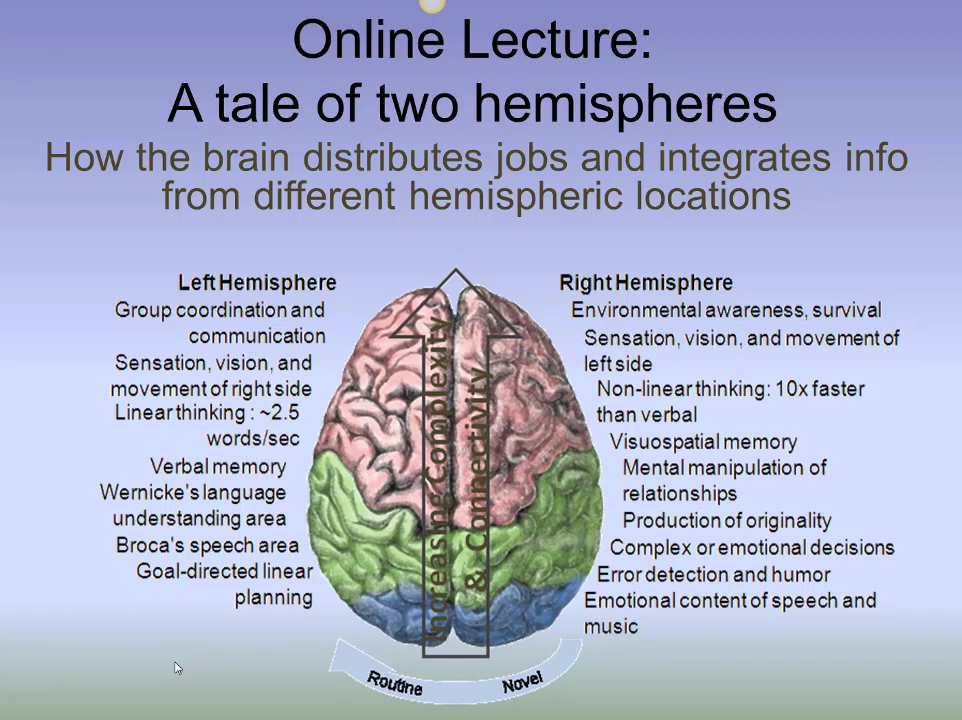 Online Lecture:
A tale of two hemispheres
How the brain distributes jobs and integrates info
from different hemispheric locations
Left Hemisphere
Group coordination and
communication
Sensation, vision, and
movement of right side
Linear thinking : ~2.5
words/sec
Verbal memory
Wernicke's language
understanding area
Broca's speech area
Goal-directed linear
planning
Increasing Complexity
& Connectivity
Right Hemisphere
Environmental awareness, survival
Sensation, vision, and movement of
left side
Non-linear thinking: 10x faster
than verbal
Visuospatial memory
Mental manipulation of
relationships
Production of originality
Complex or emotional decisions
Error detection and humor
Emotional content of speech and
music
Routine
Novel